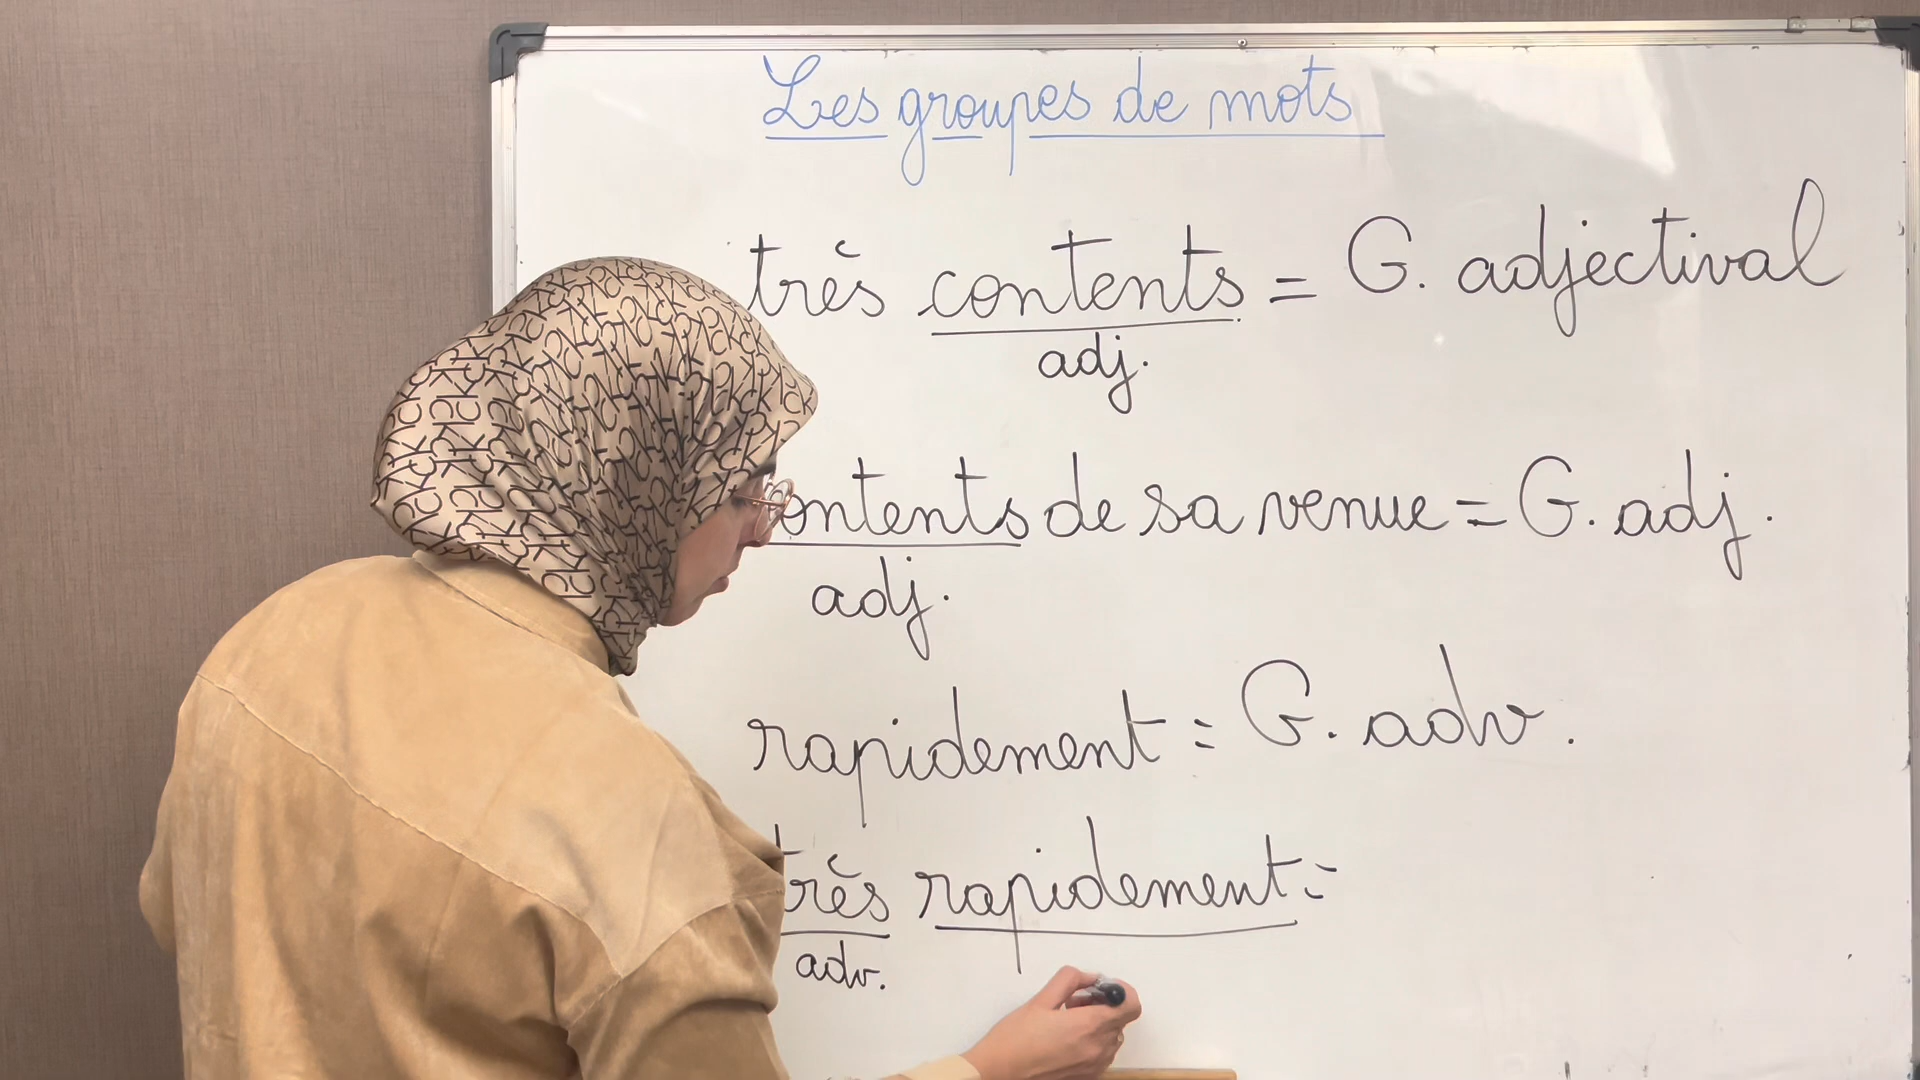 Les groupes de mots
très contents = G. adjectival
adj.
contents de sa venue = G. adj.
adj.
rapidement = G. adv.
très rapidement =
adv.